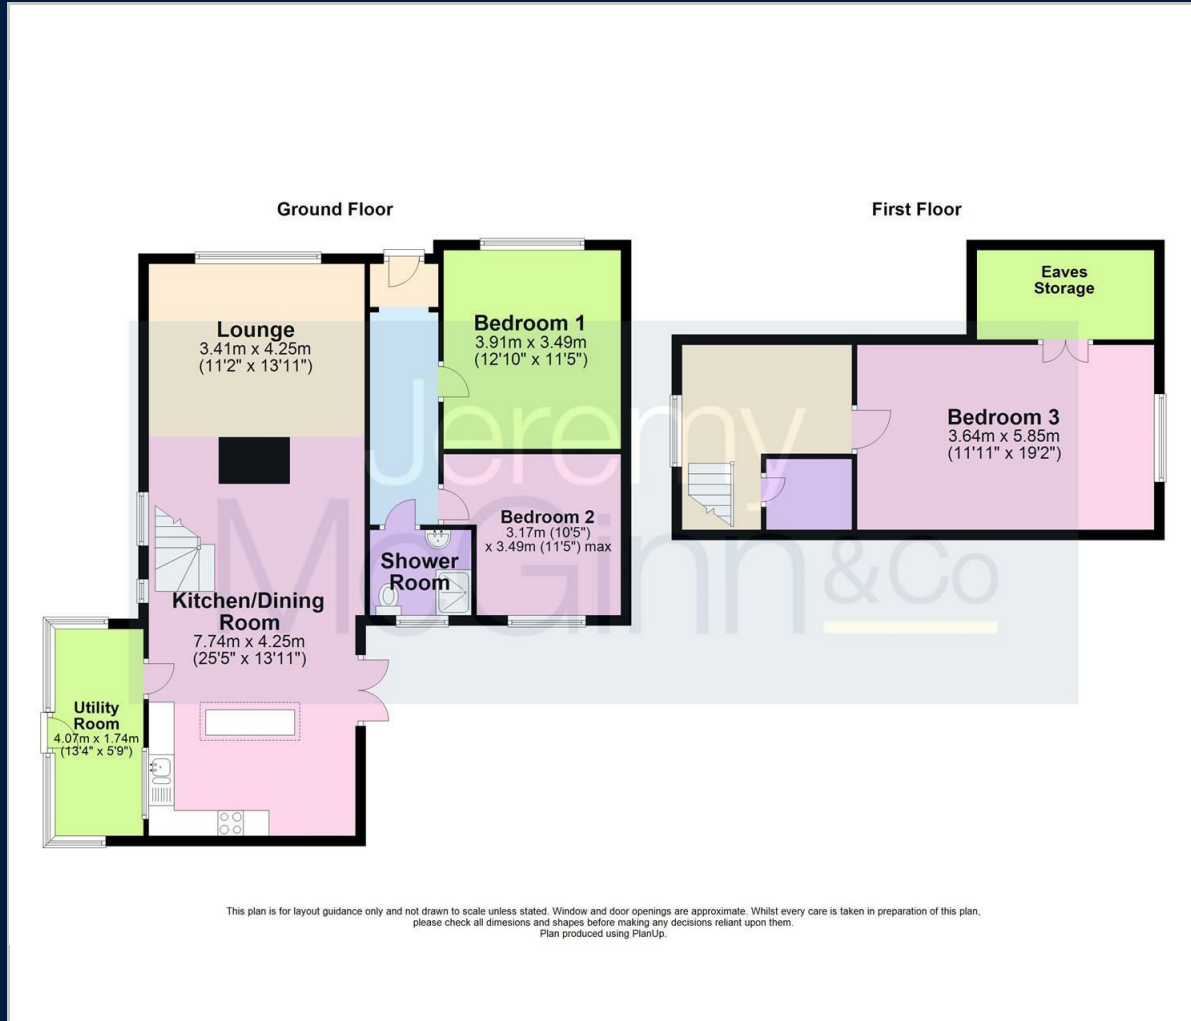 Ground Floor
Lounge
3.41m x 4.25m
(11'2" x 13'11")
Bedroom 1
3.91m x 3.49m
(12'10" x 11'5")
Bedroom 2
3.17m (10'5")
x 3.49m (11'5") max
Shower
Room
Kitchen/Dining
Room
7.74m x 4.25m
(25'5" x 13'11")
Utility
Room
4.07m x 1.74m
(13'4" x 5'9")
First Floor
Eaves
Storage
Bedroom 3
3.64m x 5.85m
(11'11" x 19'2")
Jeremy
McGinn & Co
This plan is for layout guidance only and not drawn to scale unless stated. Window and door openings are approximate. Whilst every care is taken in preparation of this plan,
please check all dimesions and shapes before making any decisions reliant upon them.
Plan produced using PlanUp.